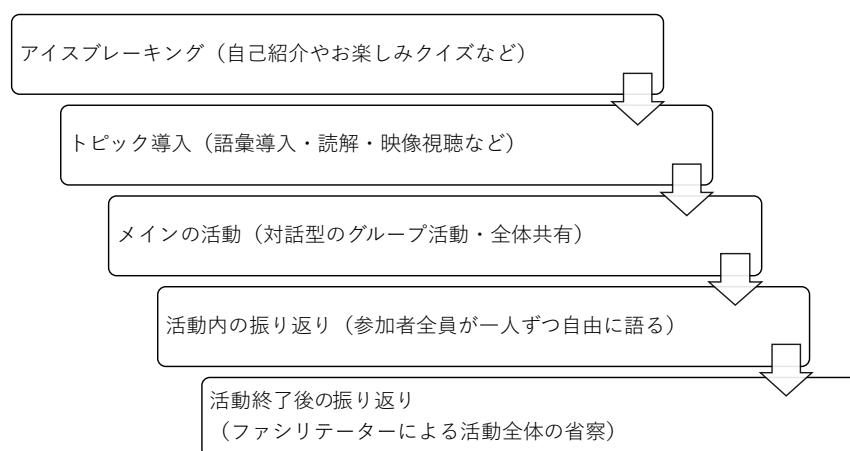 アイスブレーキング（自己紹介やお楽しみクイズなど）
トピック導入（語彙導入・読解・映像視聴など）
メインの活動（対話型のグループ活動・全体共有）
活動内の振り返り（参加者全員が一人ずつ自由に語る）
活動終了後の振り返り
（ファシリテーターによる活動全体の省察）